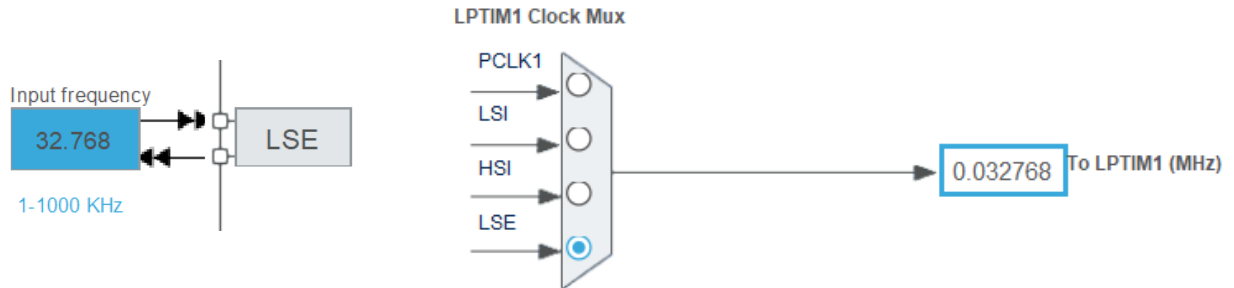 LPTIM1 Clock Mux
Input frequency
32.768
1-1000 KHz
LSE
PCLK1
LSI
HSI
LSE
0.032768
To LPTIM1 (MHz)